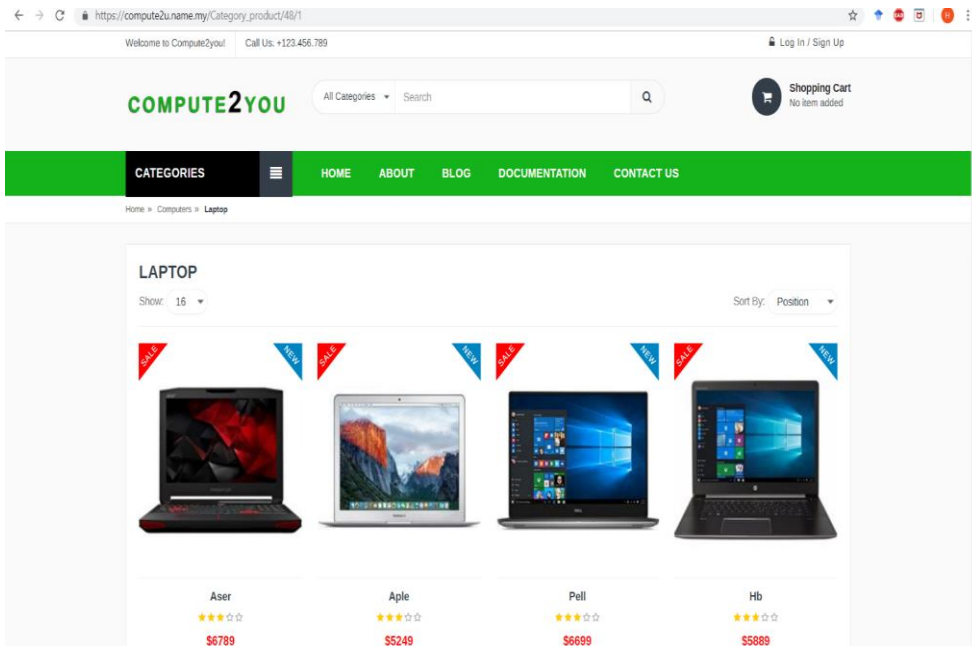 https://compute2u.name.my/Category_product/48/1
Welcome to Compute2you! Call Us: +123.456.789 Log In / Sign Up
COMPUTE2YOU All Categories Search Shopping Cart
No item added
CATEGORIES HOME ABOUT BLOG DOCUMENTATION CONTACT US
Home » Computers » Laptop
LAPTOP
Show: 16 Sort By: Position
SALE NEW SALE NEW SALE NEW SALE NEW
Aser Aple Pell Hb
$6789 $5249 $6699 $5889